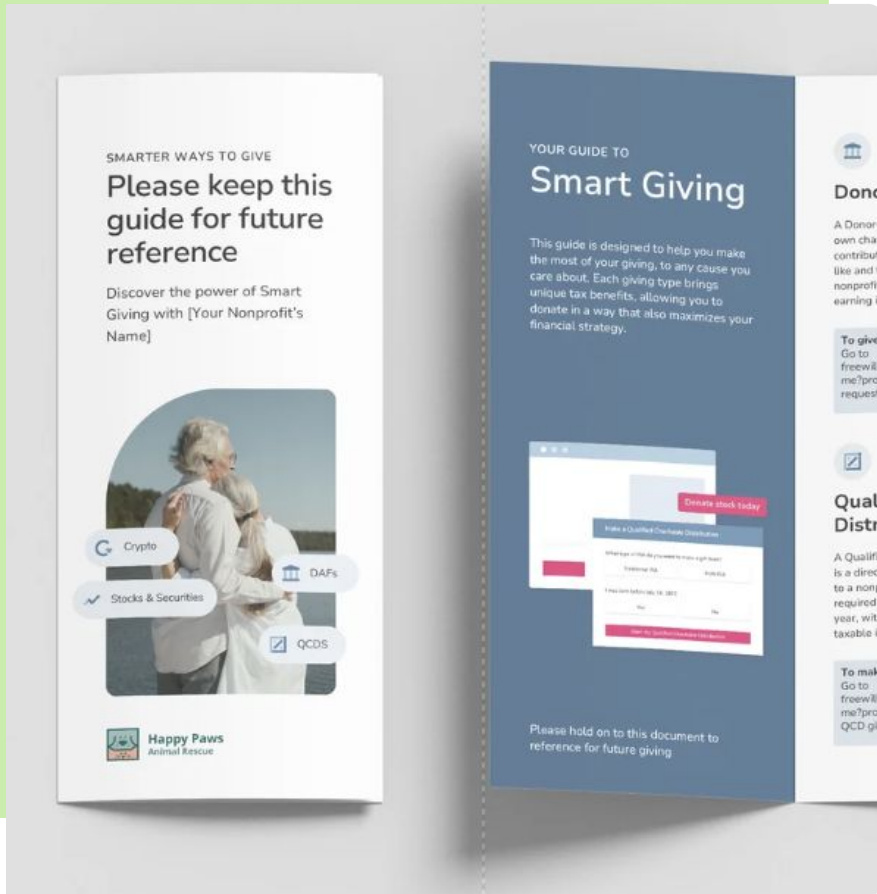 SMARTER WAYS TO GIVE
Please keep this
guide for future
reference
Discover the power of Smart
Giving with [Your Nonprofit's
Name]
Crypto
DAFs
Stocks & Securities
QCDS
Happy Paws
Animal Rescue
YOUR GUIDE TO
Smart Giving
This guide is designed to help you make
the most of your giving, to any cause you
care about. Each giving type brings
unique tax benefits, allowing you to
donate in a way that also maximizes your
financial strategy.
Donate stock today
Make a Qualified Charitable Distribution
Traditional IRA
Yes
No
Please hold on to this document to
reference for future giving
Dono
A Donor
own cha
contribut
like and
nonprofi
earning i
To give
Go to
freewil
me?pro
request
Qual
Distr
A Qualifi
is a direc
to a nonp
required
year, wit
taxable i
To mak
Go to
freewil
me?pro
QCD gi